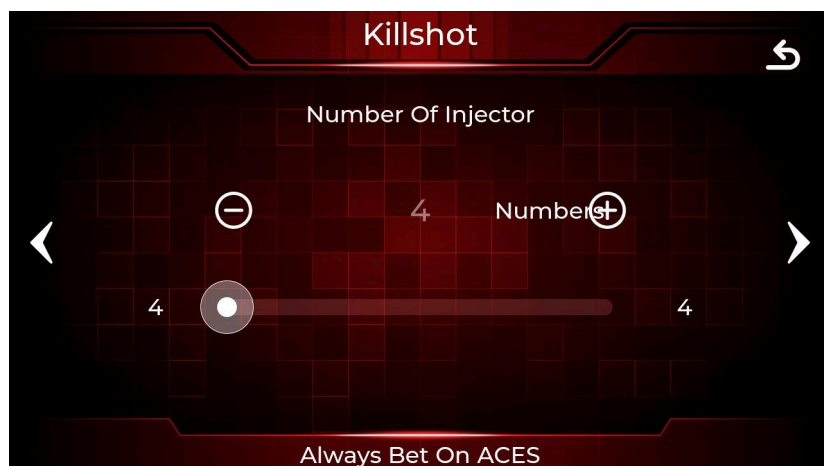 Killshot
Number Of Injector
4 Numbers
4 4
Always Bet On ACES